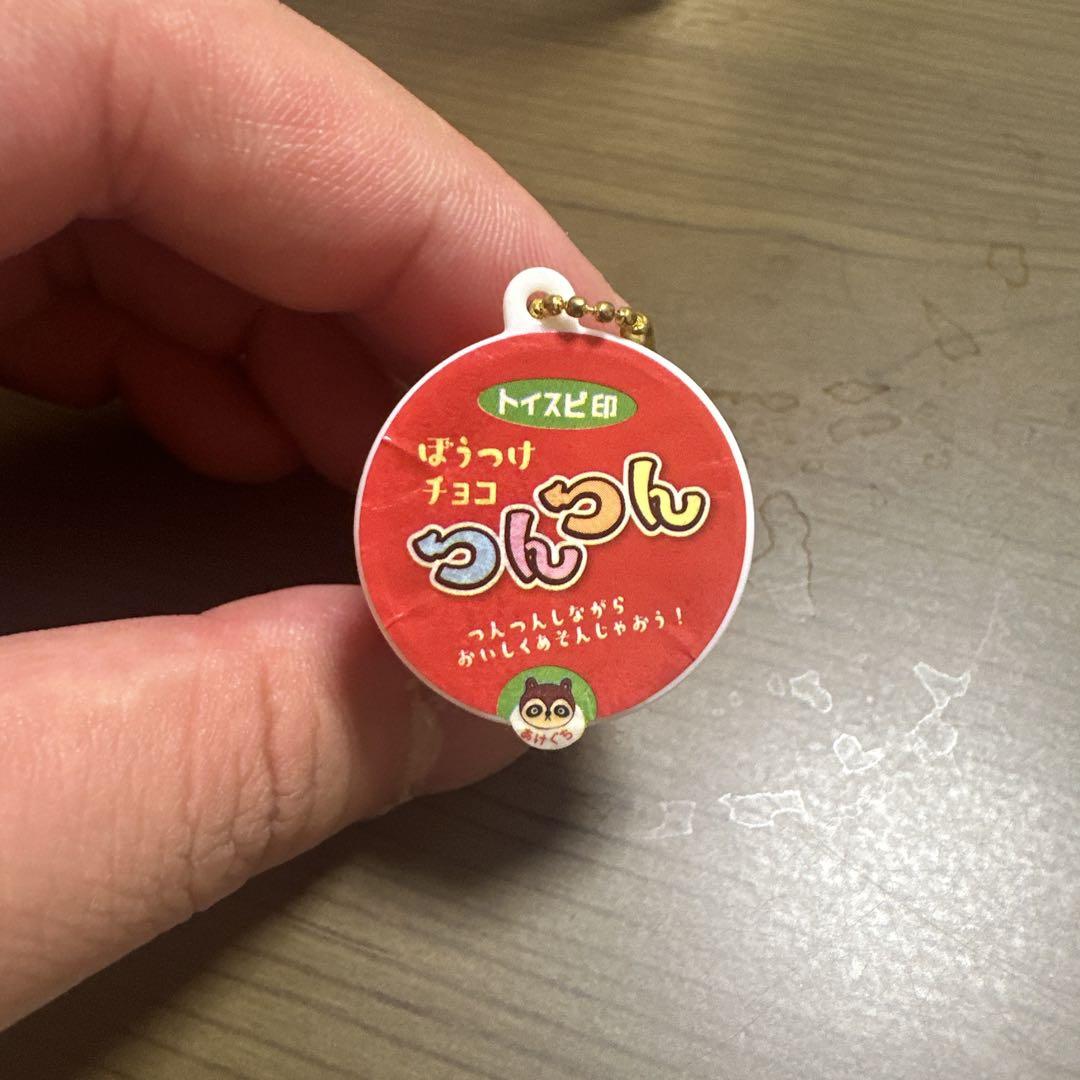 トイスピ印
ぼうつけ
チョコ
つんつん
つんつんしながら
おいしくあそんじゃおう！
あけぐち